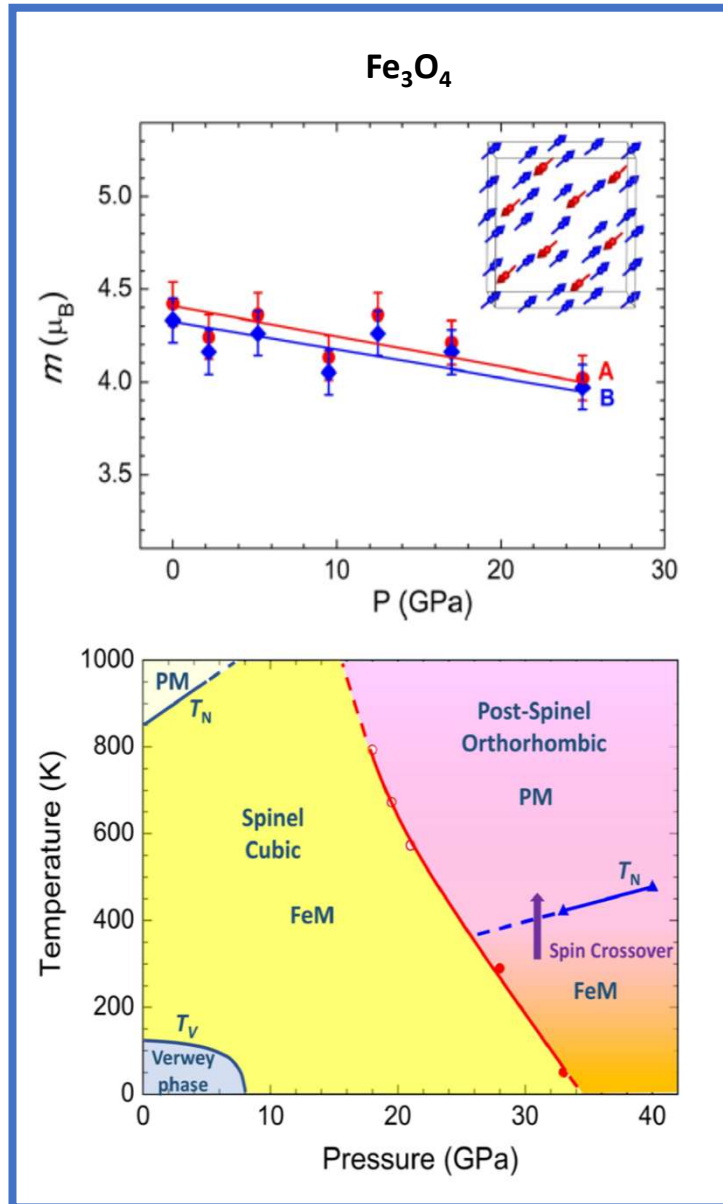 Fe₃O₄
5.0
4.5
4.0
3.5
m (μB)
A
B
0
10
20
30
P (GPa)
1000
800
600
400
200
0
Temperature (K)
PM
TN
Spinel
Cubic
FeM
TV
Verwey
phase
Post-Spinel
Orthorhombic
PM
TN
Spin Crossover
FeM
0
10
20
30
40
Pressure (GPa)